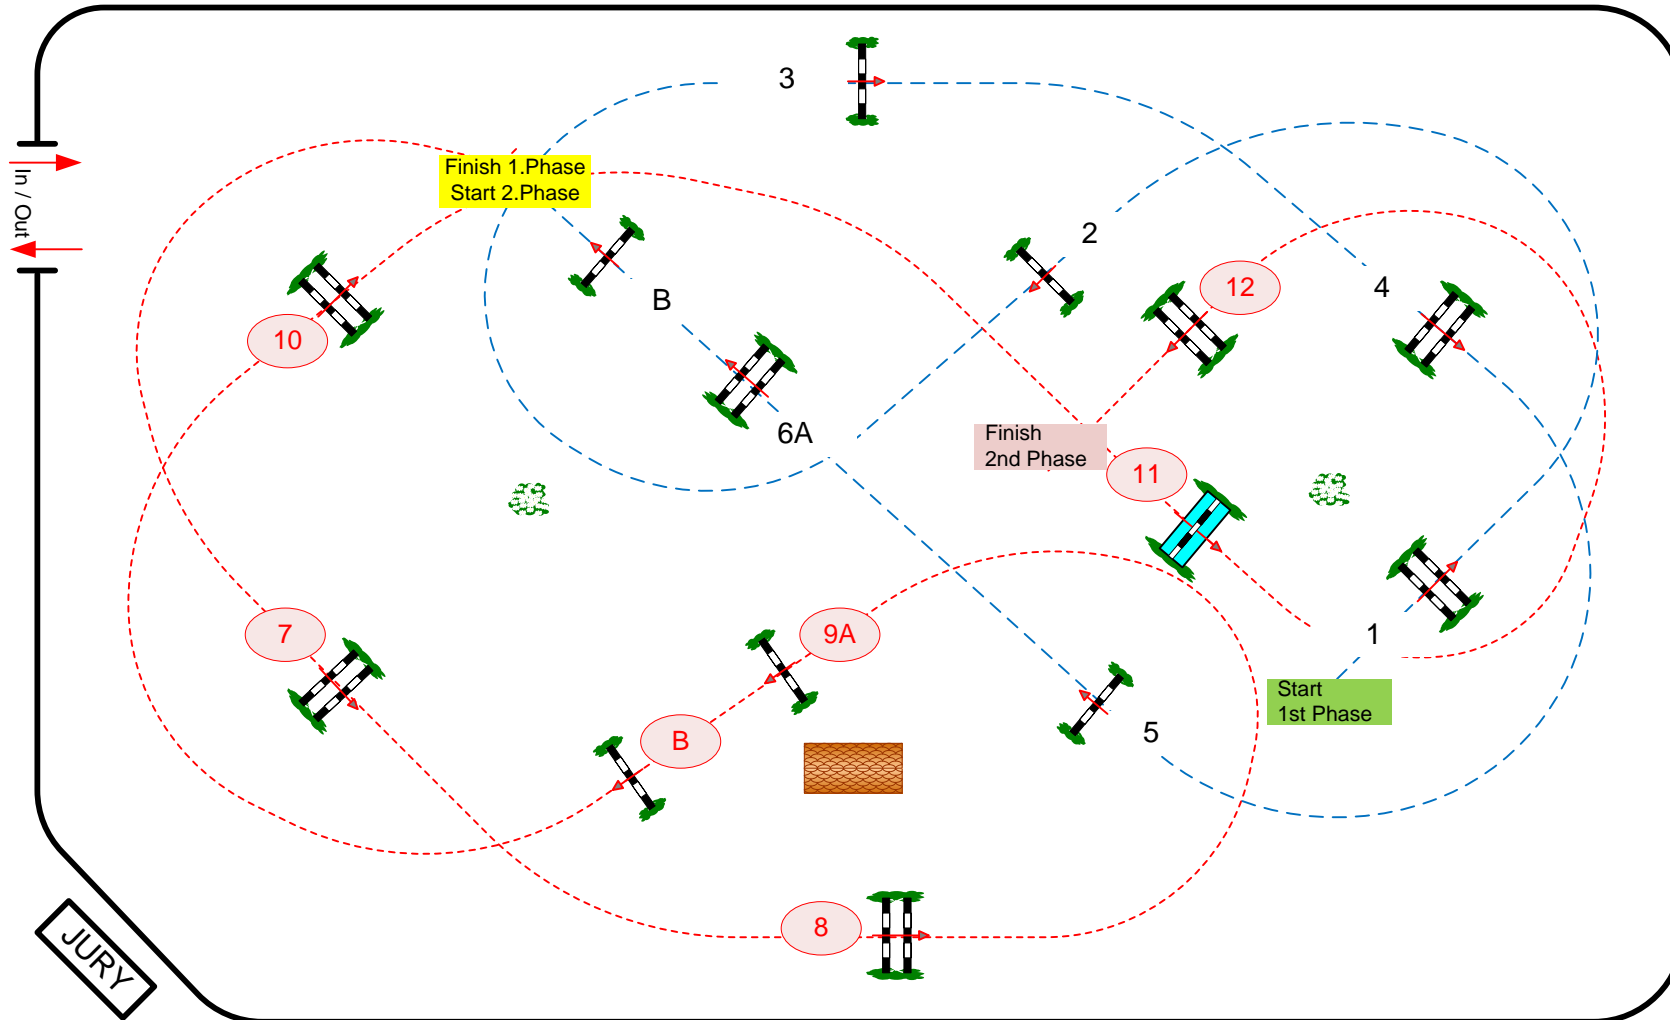 3
Finish 1.Phase
Start 2.Phase
In / Out
2
12
4
B
10
6A
Finish
2nd Phase
11
7
9A
1
Start
1st Phase
B
5
8
JURY